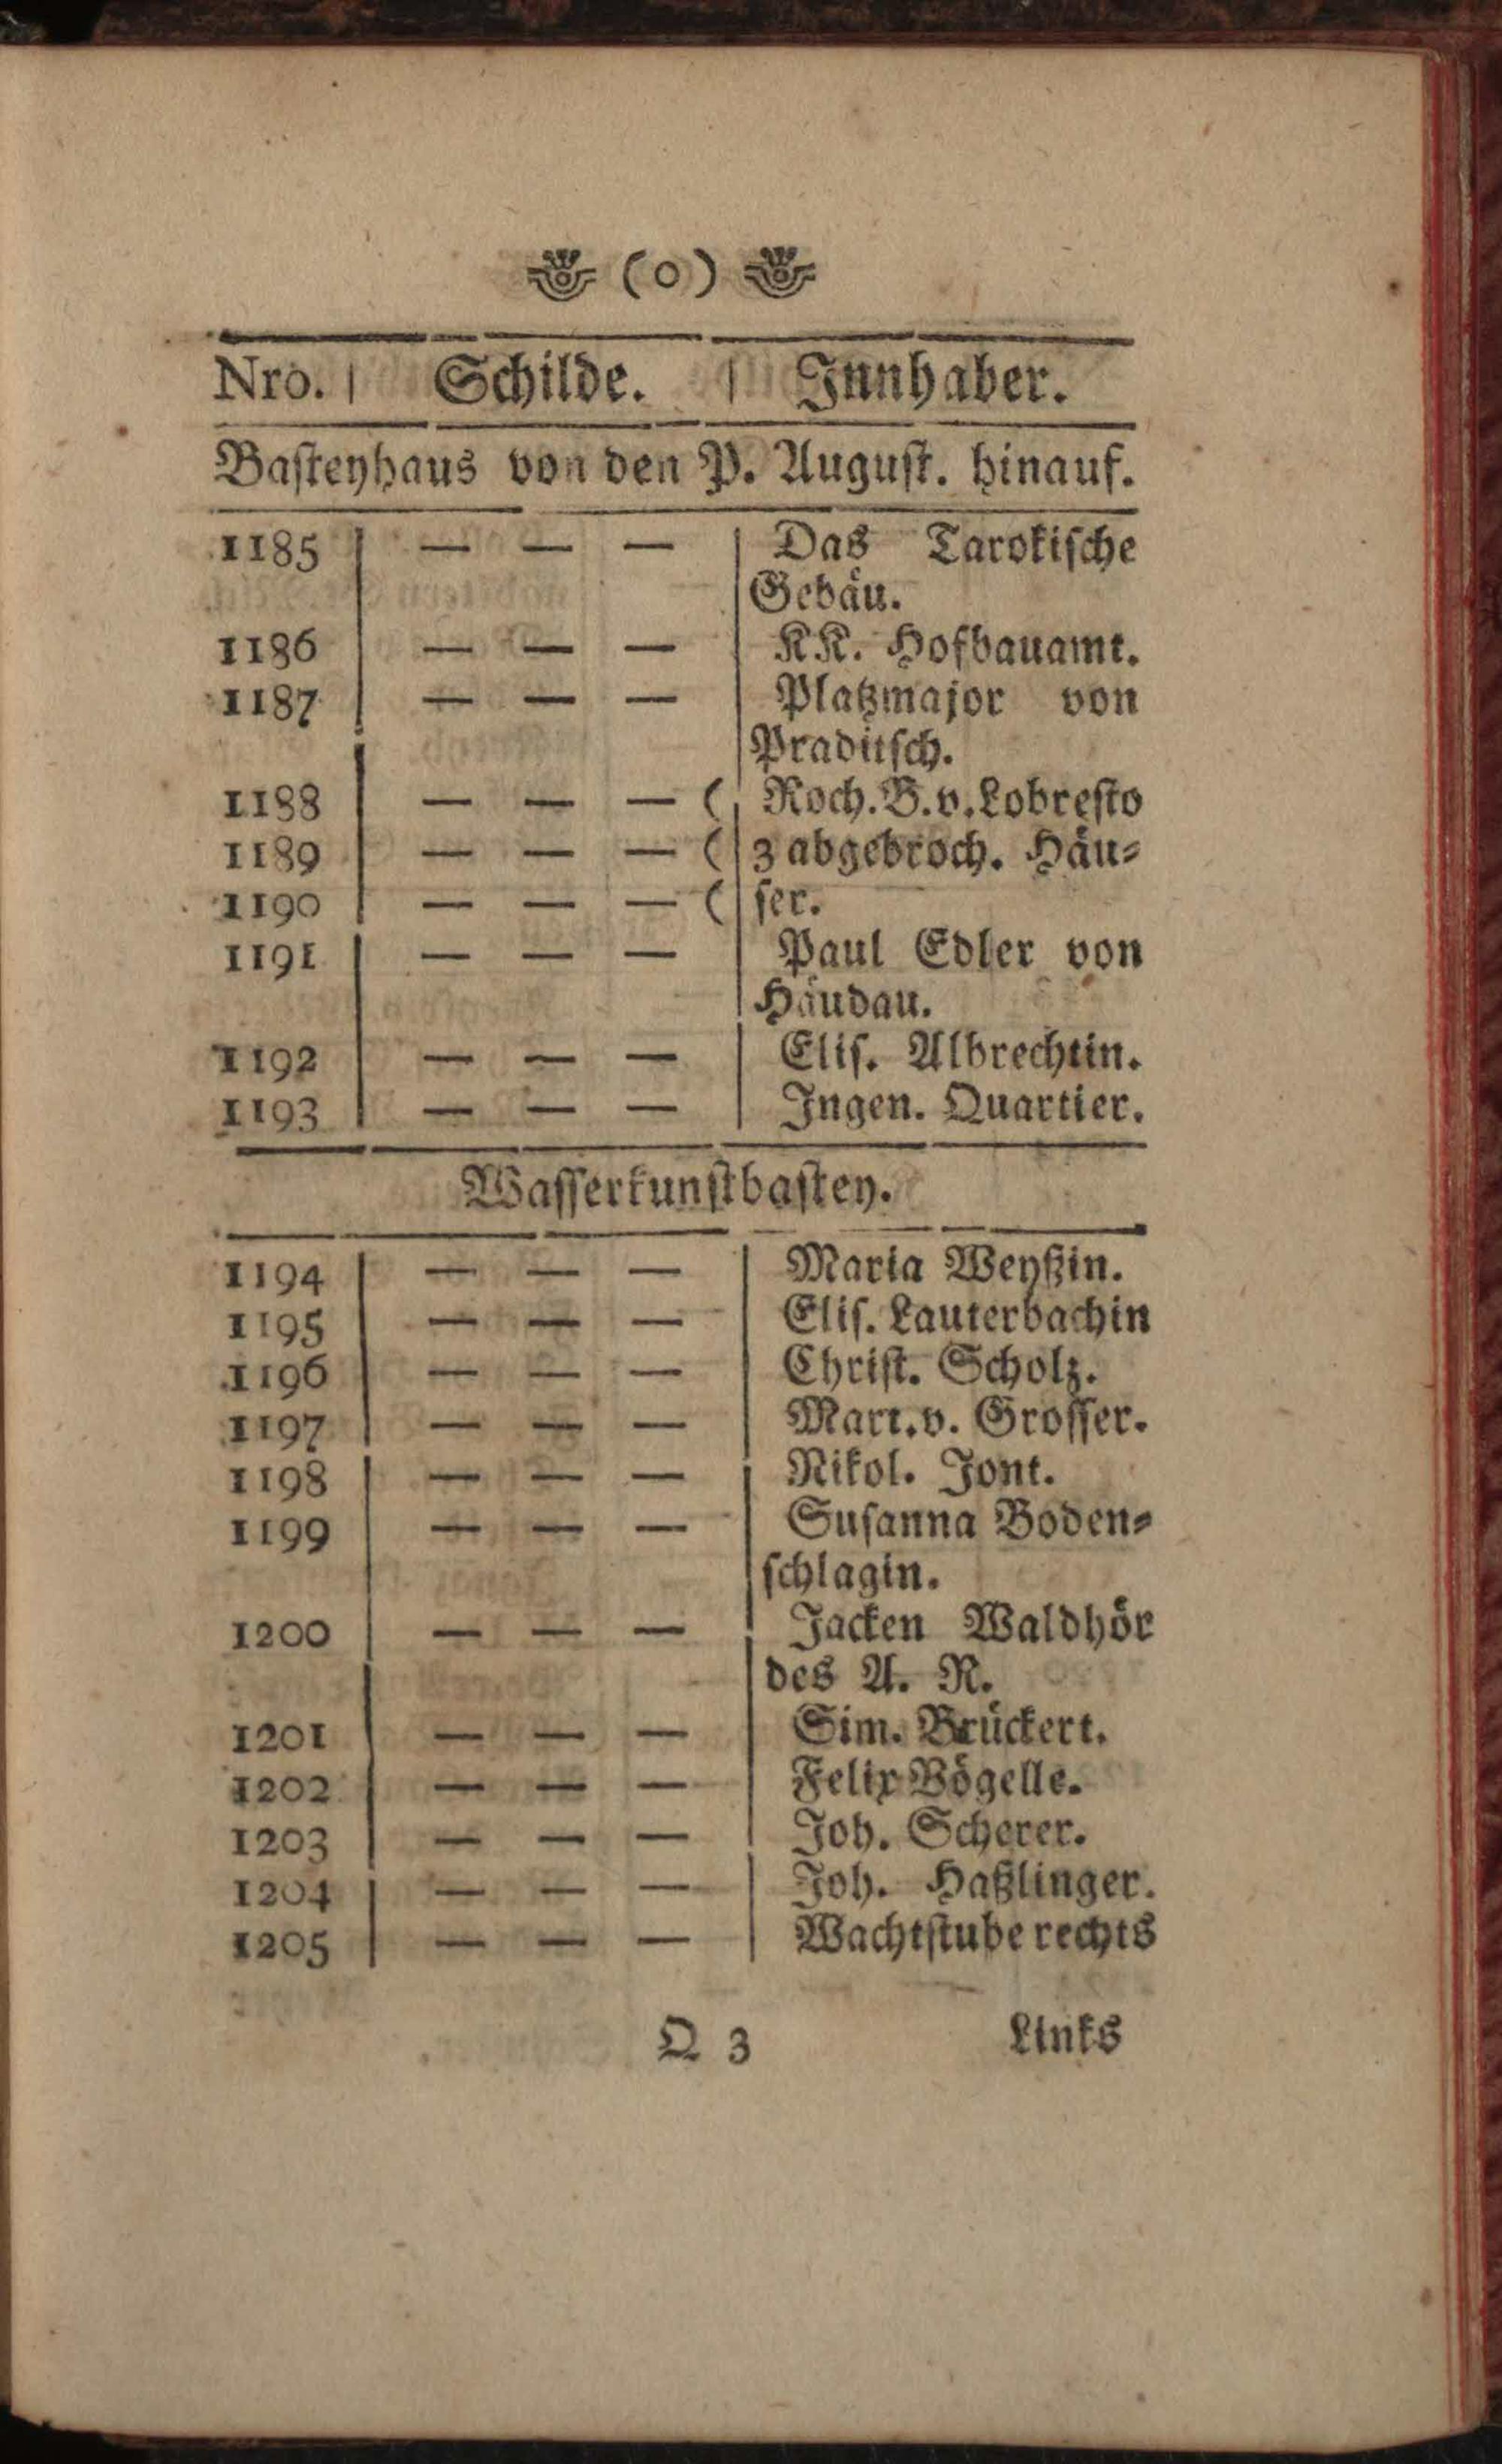 (o)
Nro. | Schilde. | Innhaber.
Basteyhaus von den P. August. hinauf.
1185 | — — — | Das Tarokische
Gebäu.
1186 | — — — | KK. Hofbauamt.
1187 | — — — | Platzmajor von
Praditsch.
1188 | — — — ( | Roch. B. v. Lobresto
1189 | — — — ( | 3 abgebroch. Häu-
1190 | — — — ( | ser.
1191 | — — — | Paul Edler von
Häudau.
1192 | — — — | Elis. Albrechtin.
1193 | — — — | Ingen. Quartier.
Wasserkunstbastey.
1194 | — — — | Maria Weyßin.
1195 | — — — | Elis. Lauterbachin
1196 | — — — | Christ. Scholz.
1197 | — — — | Mart. v. Grosser.
1198 | — — — | Nikol. Jont.
1199 | — — — | Susanna Boden-
schlagin.
1200 | — — — | Jacken Waldhör
des A. R.
1201 | — — — | Sim. Brückert.
1202 | — — — | Felix Vögelle.
1203 | — — — | Joh. Scherer.
1204 | — — — | Joh. Haßlinger.
1205 | — — — | Wachtstube rechts
Q 3 Links